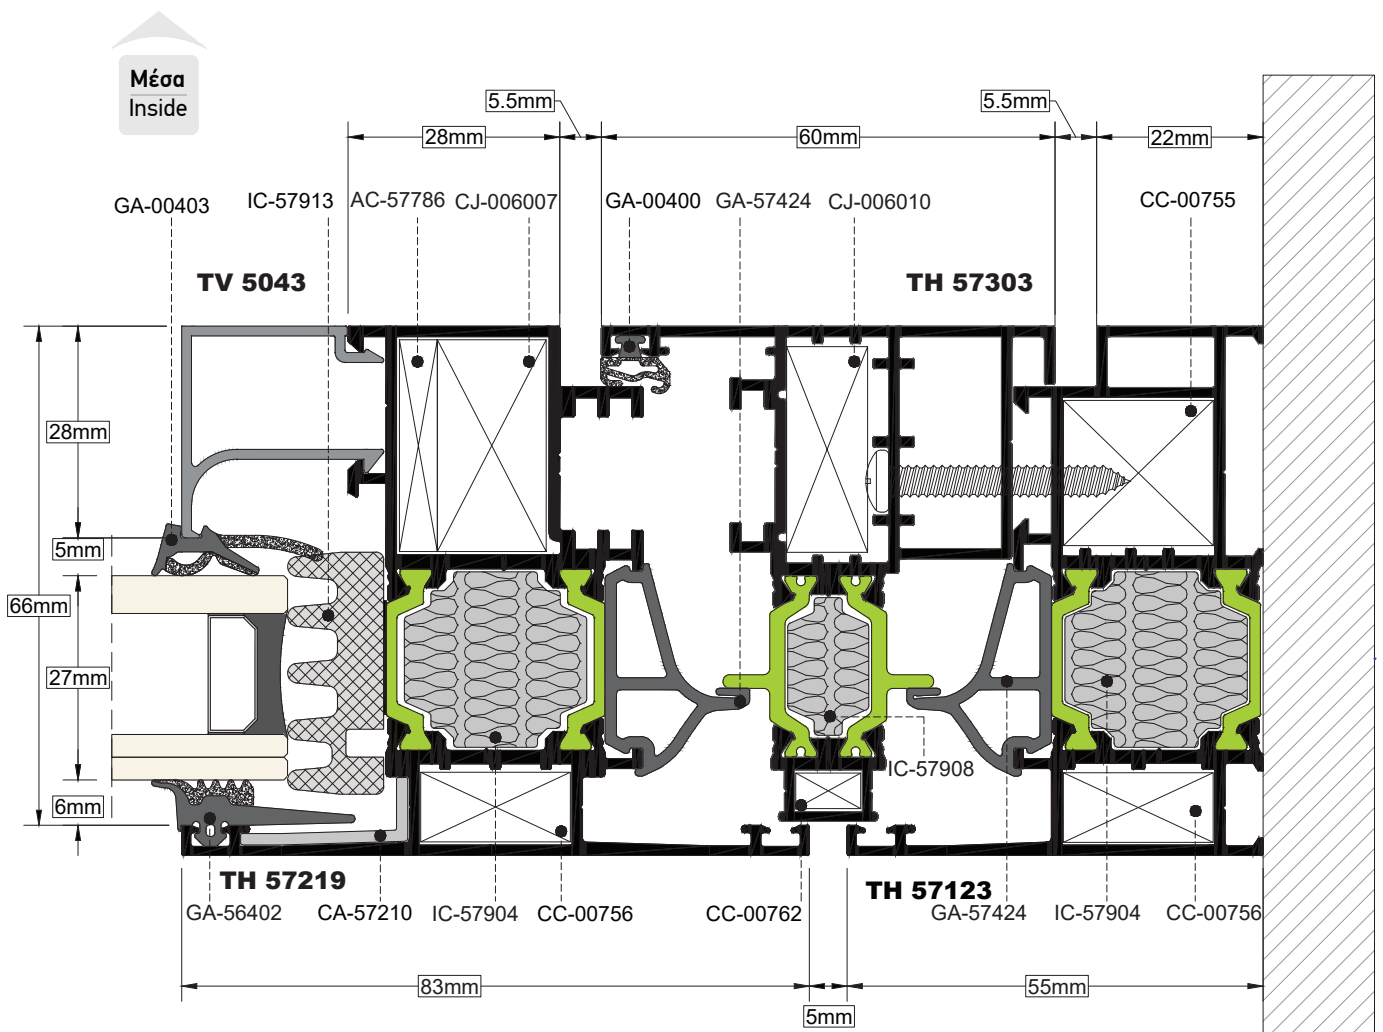 Μέσα
Inside
5.5mm
5.5mm
28mm
60mm
22mm
GA-00403
IC-57913
AC-57786
CJ-006007
GA-00400
GA-57424
CJ-006010
CC-00755
TV 5043
TH 57303
28mm
5mm
66mm
27mm
6mm
IC-57908
TH 57219
TH 57123
GA-56402
CA-57210
IC-57904
CC-00756
CC-00762
GA-57424
IC-57904
CC-00756
83mm
55mm
5mm